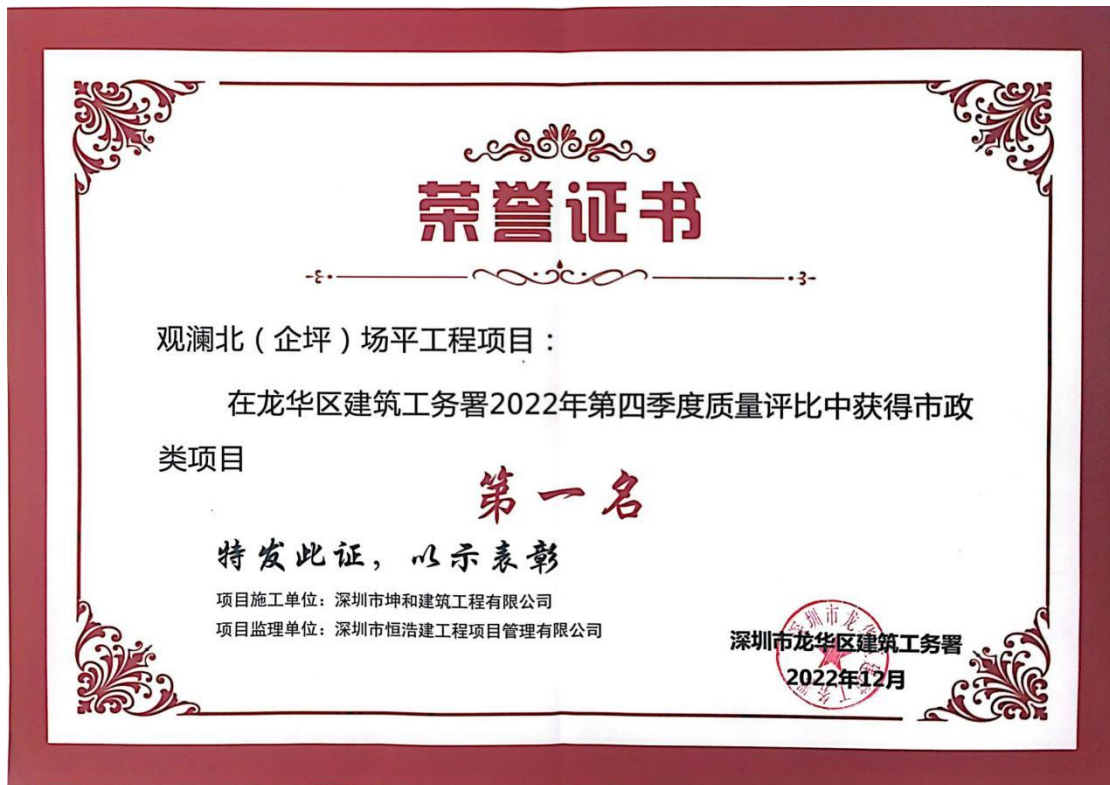 荣誉证书
观澜北（企坪）场平工程项目：
在龙华区建筑工务署2022年第四季度质量评比中获得市政
类项目
第一名
特发此证，以示表彰
项目施工单位：深圳市坤和建筑工程有限公司
项目监理单位：深圳市恒浩建工程项目管理有限公司
深圳市龙华区建筑工务署
2022年12月